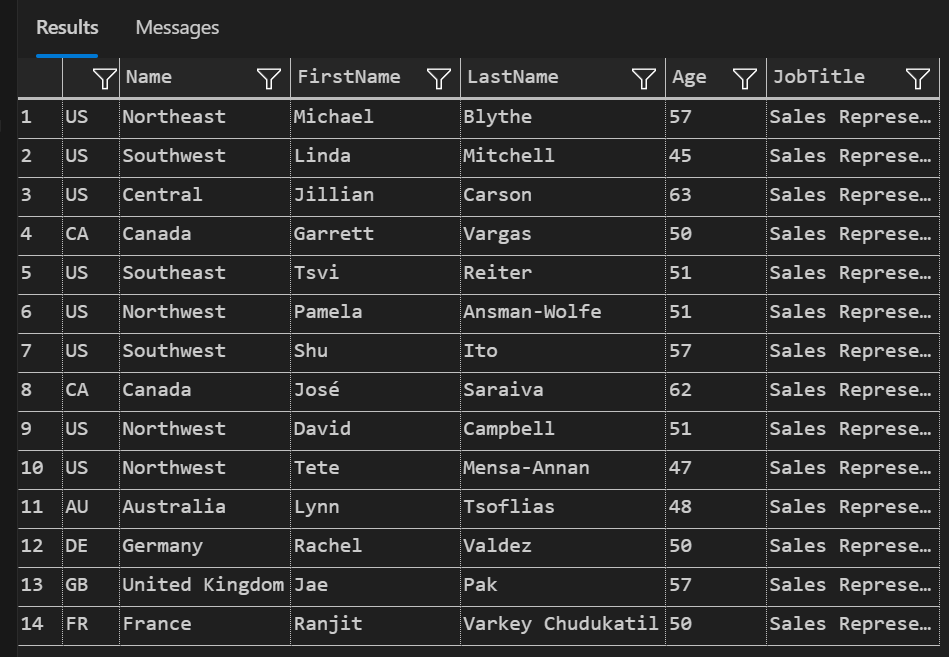 Results Messages
Name FirstName LastName Age JobTitle
1 US Northeast Michael Blythe 57 Sales Represe…
2 US Southwest Linda Mitchell 45 Sales Represe…
3 US Central Jillian Carson 63 Sales Represe…
4 CA Canada Garrett Vargas 50 Sales Represe…
5 US Southeast Tsvi Reiter 51 Sales Represe…
6 US Northwest Pamela Ansman-Wolfe 51 Sales Represe…
7 US Southwest Shu Ito 57 Sales Represe…
8 CA Canada José Saraiva 62 Sales Represe…
9 US Northwest David Campbell 51 Sales Represe…
10 US Northwest Tete Mensa-Annan 47 Sales Represe…
11 AU Australia Lynn Tsoflias 48 Sales Represe…
12 DE Germany Rachel Valdez 50 Sales Represe…
13 GB United Kingdom Jae Pak 57 Sales Represe…
14 FR France Ranjit Varkey Chudukatil 50 Sales Represe…